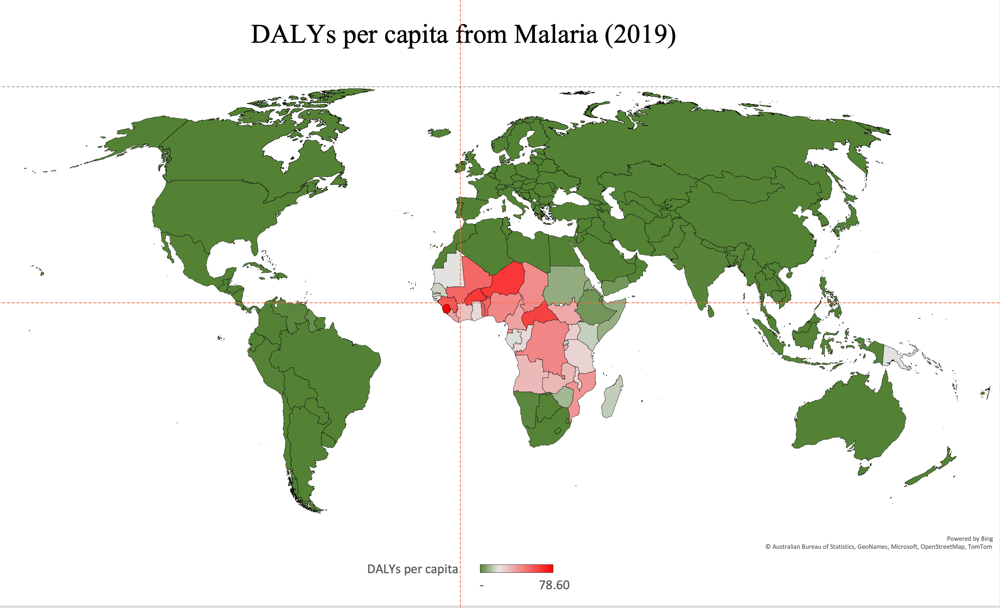 DALYs per capita from Malaria (2019)
Powered by Bing
© Australian Bureau of Statistics, GeoNames, Microsoft, OpenStreetMap, TomTom
DALYs per capita
- 78.60